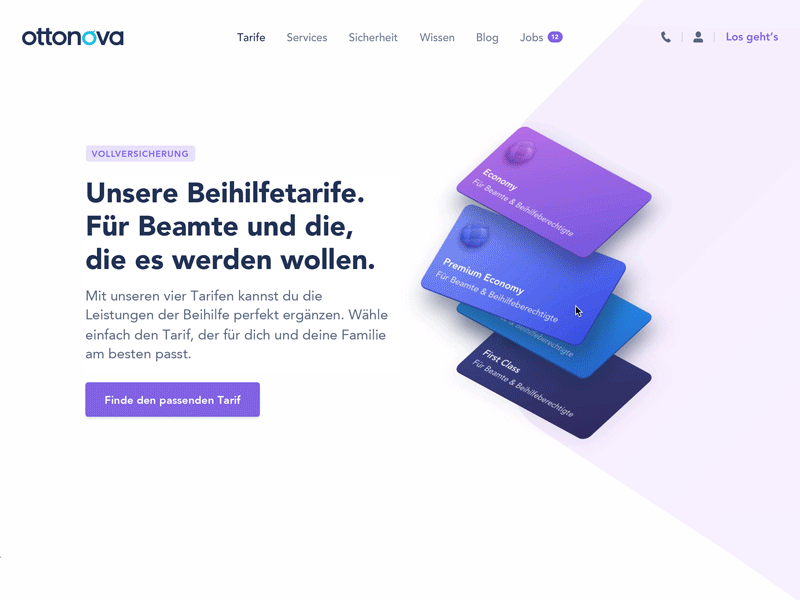 ottonova
Tarife
Services
Sicherheit
Wissen
Blog
Jobs 12
Los geht's
VOLLVERSICHERUNG
Unsere Beihilfetarife.
Für Beamte und die,
die es werden wollen.
Mit unseren vier Tarifen kannst du die
Leistungen der Beihilfe perfekt ergänzen. Wähle
einfach den Tarif, der für dich und deine Familie
am besten passt.
Finde den passenden Tarif
Economy
Für Beamte & Beihilfeberechtigte
Premium Economy
Für Beamte & Beihilfeberechtigte
& Beihilfeberechtigte
First Class
Für Beamte & Beihilfeberechtigte